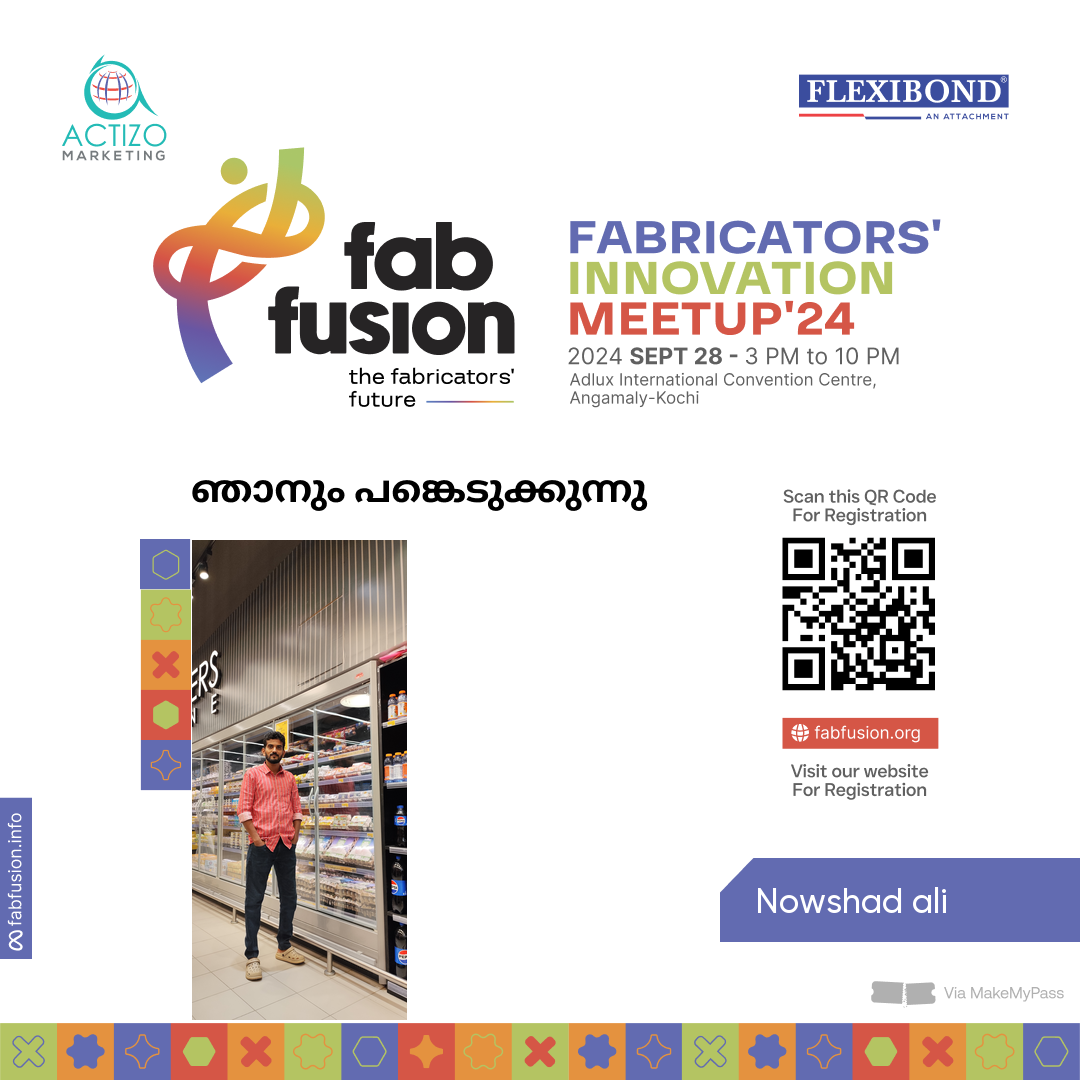 ACTIZO
MARKETING
FLEXIBOND®
AN ATTACHMENT
fab
fusion
the fabricators'
future
FABRICATORS'
INNOVATION
MEETUP'24
2024 SEPT 28 - 3 PM to 10 PM
Adlux International Convention Centre,
Angamaly-Kochi
ഞാനും പങ്കെടുക്കുന്നു
Scan this QR Code
For Registration
fabfusion.org
Visit our website
For Registration
fabfusion.info
Nowshad ali
Via MakeMyPass